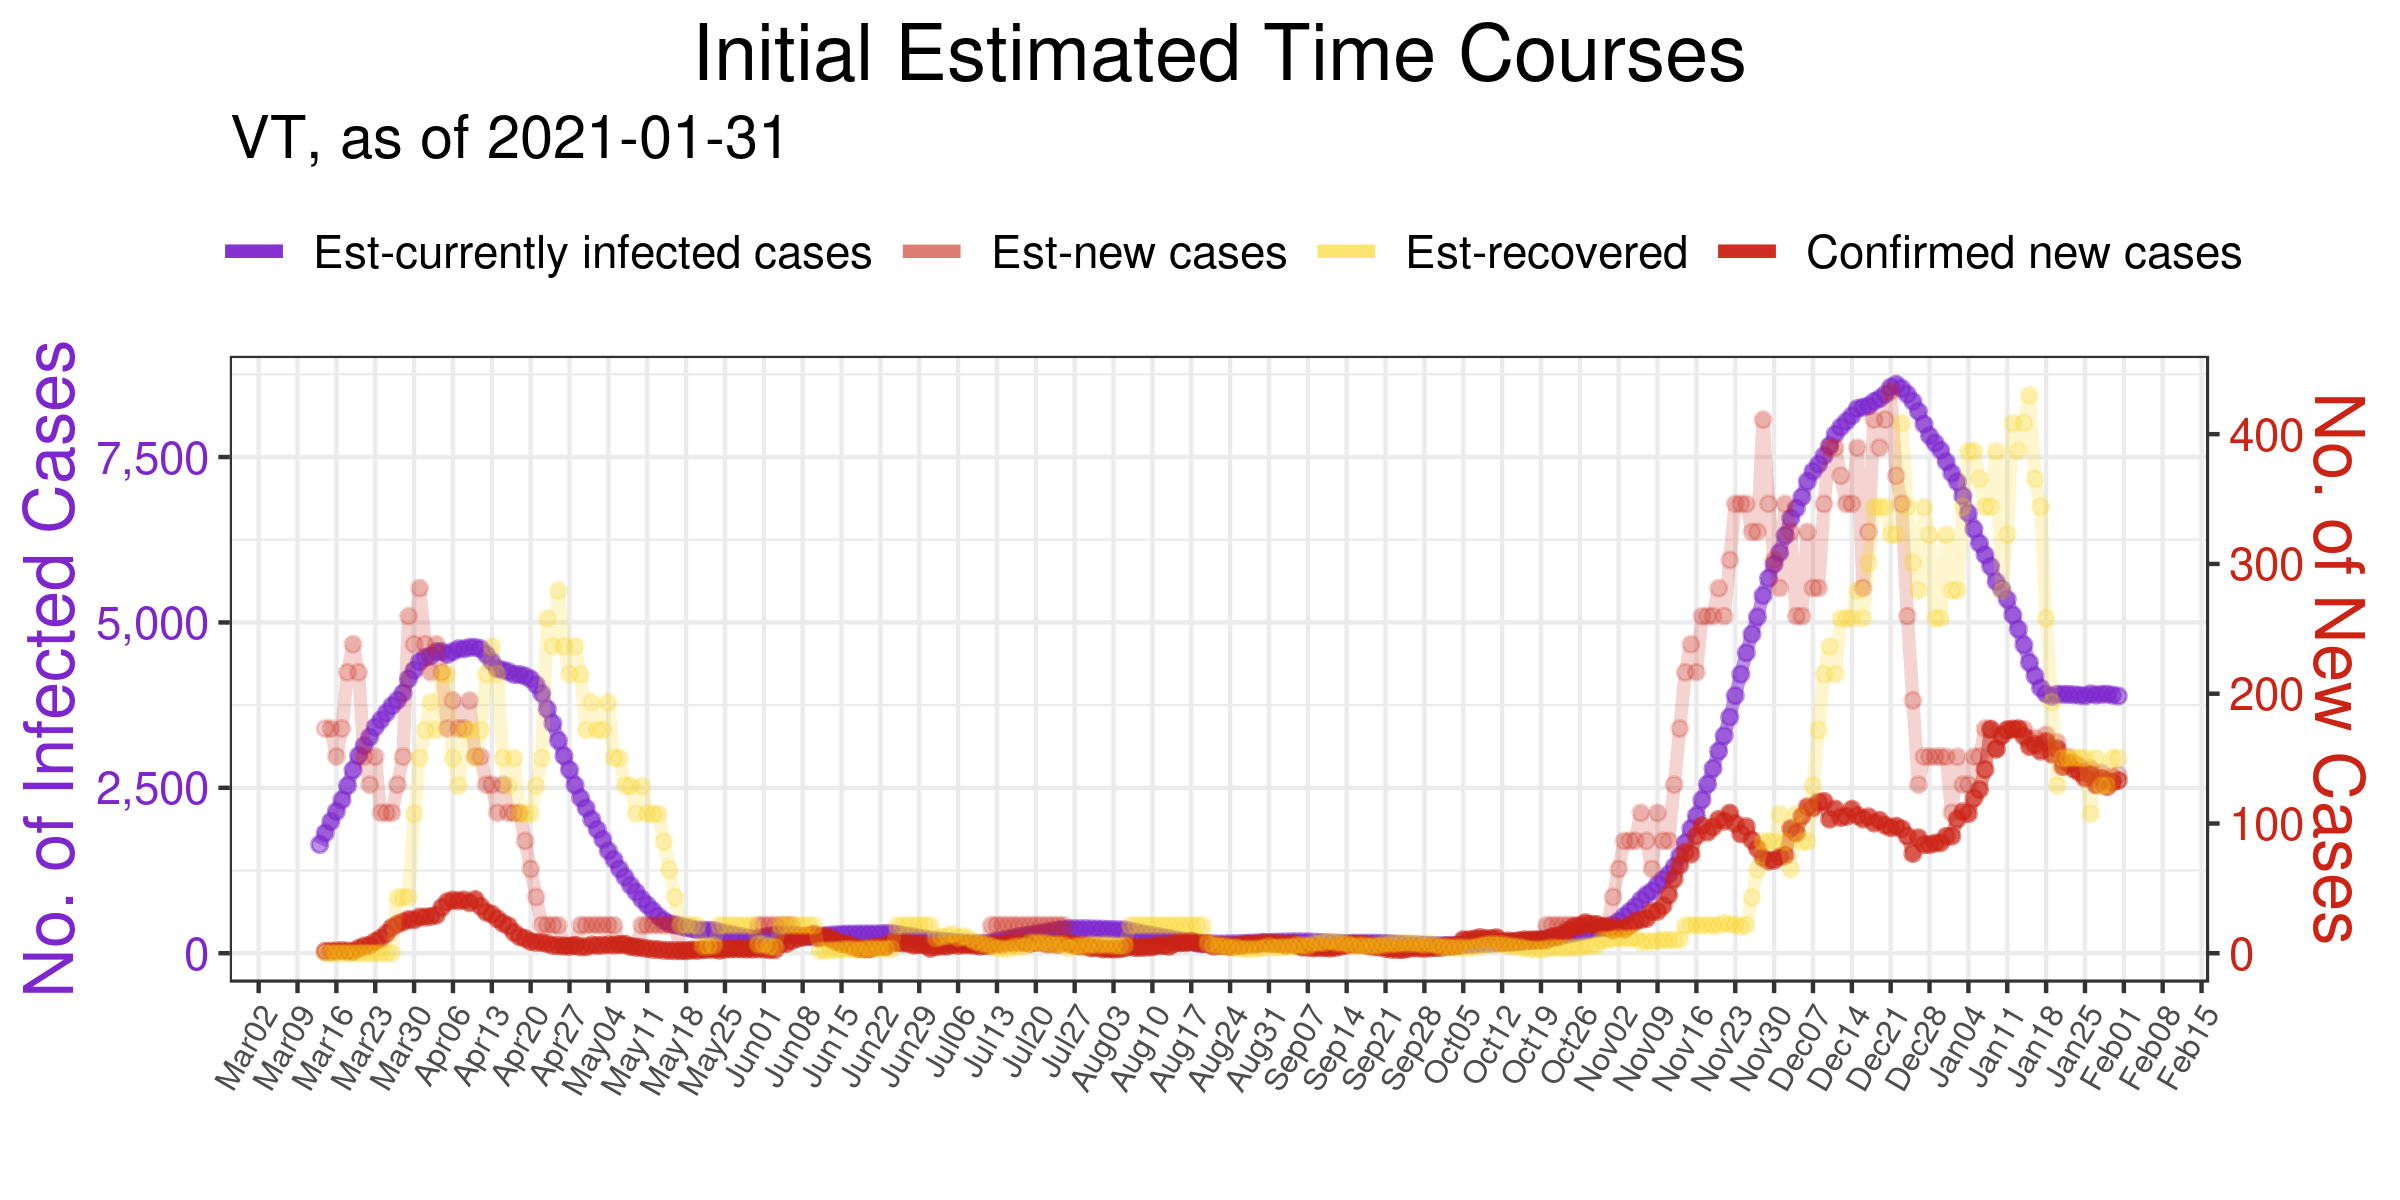 Initial Estimated Time Courses
VT, as of 2021-01-31
Est-currently infected cases
Est-new cases
Est-recovered
Confirmed new cases
No. of Infected Cases
7,500
5,000
2,500
0
400
300
200
100
0
No. of New Cases
Mar02
Mar09
Mar16
Mar23
Mar30
Apr06
Apr13
Apr20
Apr27
May04
May11
May18
May25
Jun01
Jun08
Jun15
Jun22
Jun29
Jul06
Jul13
Jul20
Jul27
Aug03
Aug10
Aug17
Aug24
Aug31
Sep07
Sep14
Sep21
Sep28
Oct05
Oct12
Oct19
Oct26
Nov02
Nov09
Nov16
Nov23
Nov30
Dec07
Dec14
Dec21
Dec28
Jan04
Jan11
Jan18
Jan25
Feb01
Feb08
Feb15